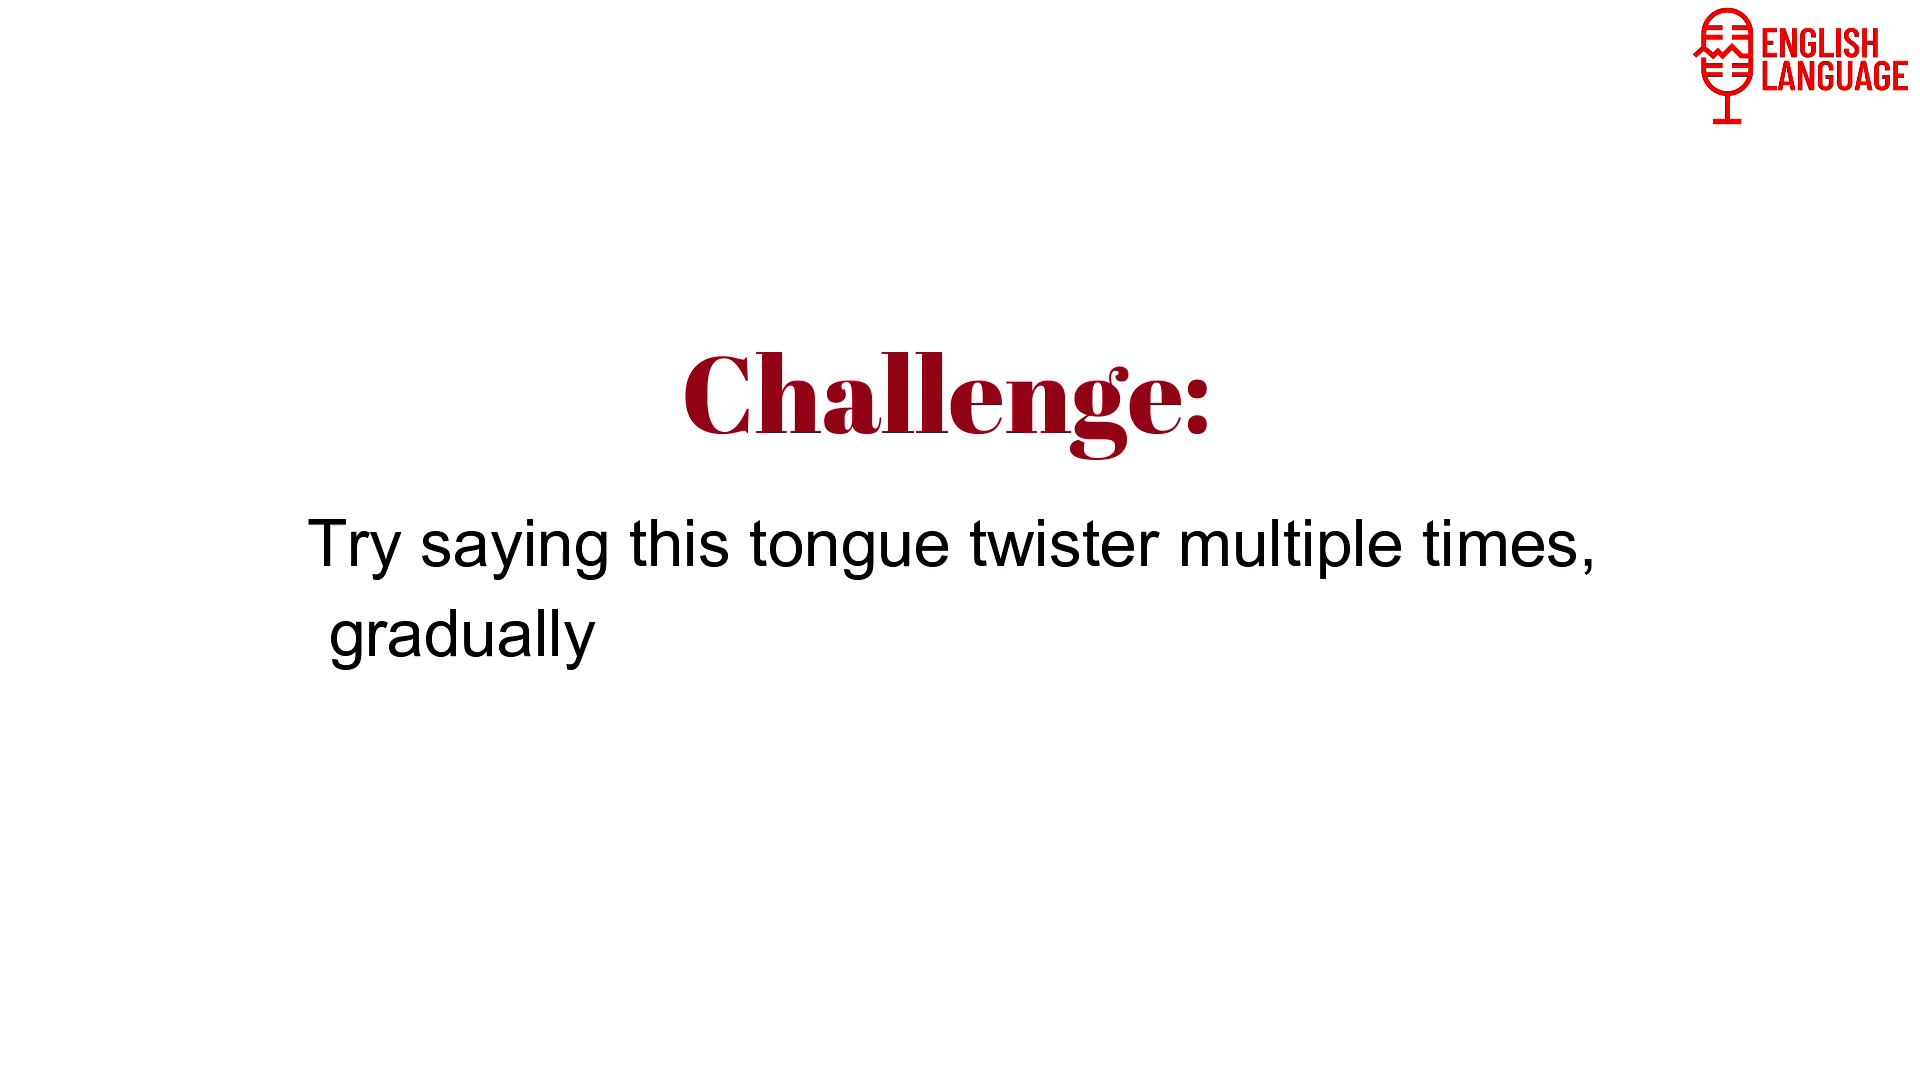 ENGLISH
LANGUAGE
Challenge:
Try saying this tongue twister multiple times,
gradually